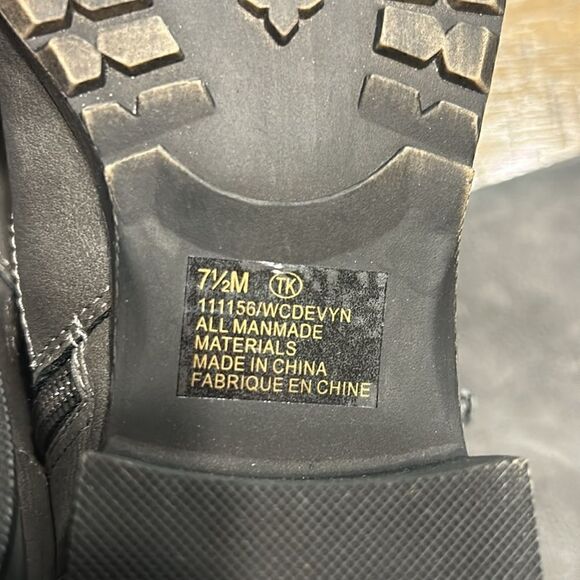 7½M TK
111156/WCDEVYN
ALL MANMADE
MATERIALS
MADE IN CHINA
FABRIQUE EN CHINE